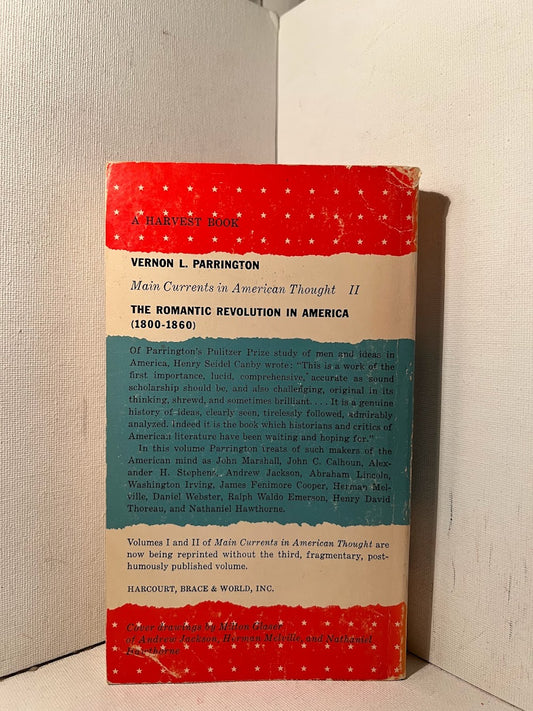 A HARVEST BOOK
VERNON L. PARRINGTON
Main Currents in American Thought II
THE ROMANTIC REVOLUTION IN AMERICA
(1800-1860)
Of Parrington's Pulitzer Prize study of men and ideas in
America, Henry Seidel Canby wrote: "This is a work of the
first importance, lucid, comprehensive, accurate as sound
scholarship should be, and also challenging, original in its
thinking, shrewd, and sometimes brilliant. . . . It is a genuine
history of ideas, clearly seen, tirelessly followed, admirably
analyzed. Indeed it is the book which historians and critics of
American literature have been waiting and hoping for."
In this volume Parrington treats of such makers of the
American mind as John Marshall, John C. Calhoun, Alex-
ander H. Stephens, Andrew Jackson, Abraham Lincoln,
Washington Irving, James Fenimore Cooper, Herman Mel-
ville, Daniel Webster, Ralph Waldo Emerson, Henry David
Thoreau, and Nathaniel Hawthorne.
Volumes I and II of Main Currents in American Thought are
now being reprinted without the third, fragmentary, post-
humously published volume.
HARCOURT, BRACE & WORLD, INC.
Cover drawings by Milton Glaser
of Andrew Jackson, Herman Melville, and Nathaniel
Hawthorne